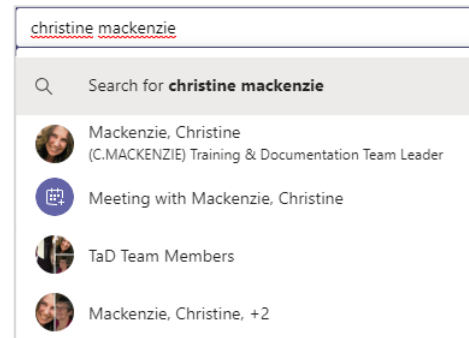 christine mackenzie
Search for christine mackenzie
Mackenzie, Christine
(C.MACKENZIE) Training & Documentation Team Leader
Meeting with Mackenzie, Christine
TaD Team Members
Mackenzie, Christine, +2